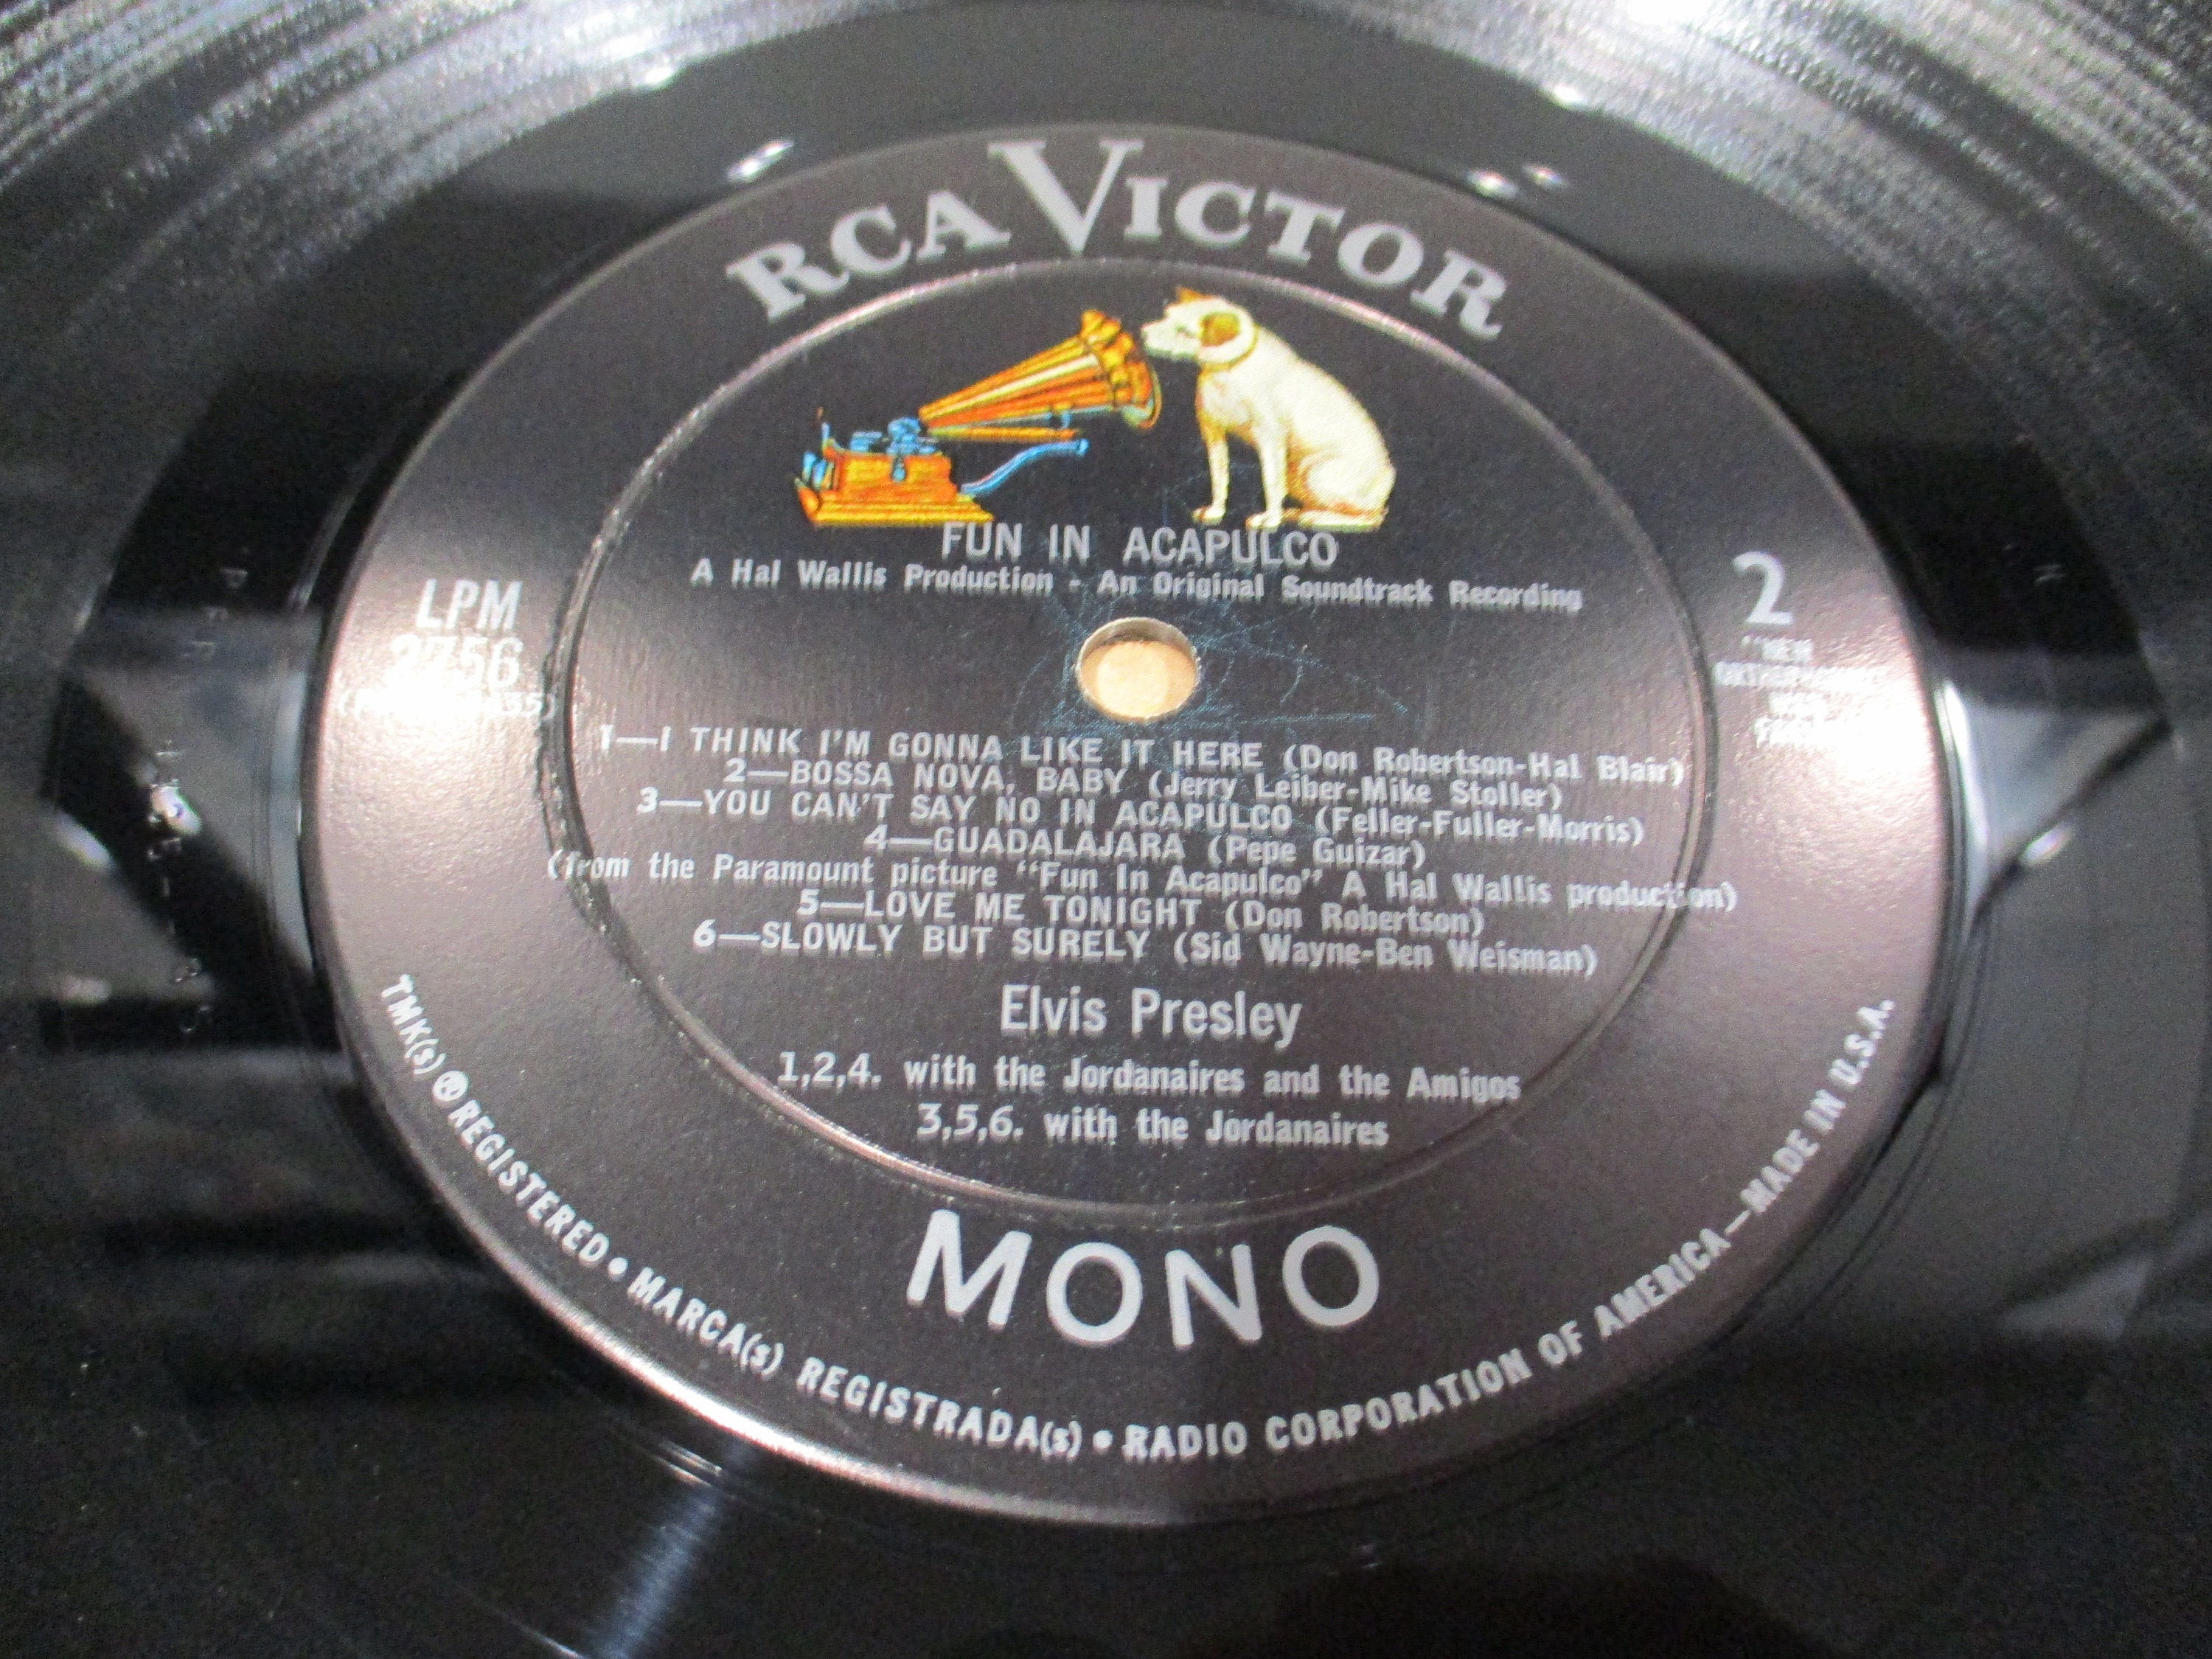 RCA VICTOR
FUN IN ACAPULCO
A Hal Wallis Production - An Original Soundtrack Recording
LPM
2756
2
"NEW
1—I THINK I'M GONNA LIKE IT HERE (Don Robertson-Hal Blair)
2—BOSSA NOVA, BABY (Jerry Leiber-Mike Stoller)
3—YOU CAN'T SAY NO IN ACAPULCO (Feller-Fuller-Morris)
4—GUADALAJARA (Pepe Guizar)
(from the Paramount picture "Fun In Acapulco" A Hal Wallis production)
5—LOVE ME TONIGHT (Don Robertson)
6—SLOWLY BUT SURELY (Sid Wayne-Ben Weisman)
Elvis Presley
1,2,4. with the Jordanaires and the Amigos
3,5,6. with the Jordanaires
MONO
TMK(s) ® REGISTERED • MARCA(s) REGISTRADA(s) • RADIO CORPORATION OF AMERICA—MADE IN U.S.A.